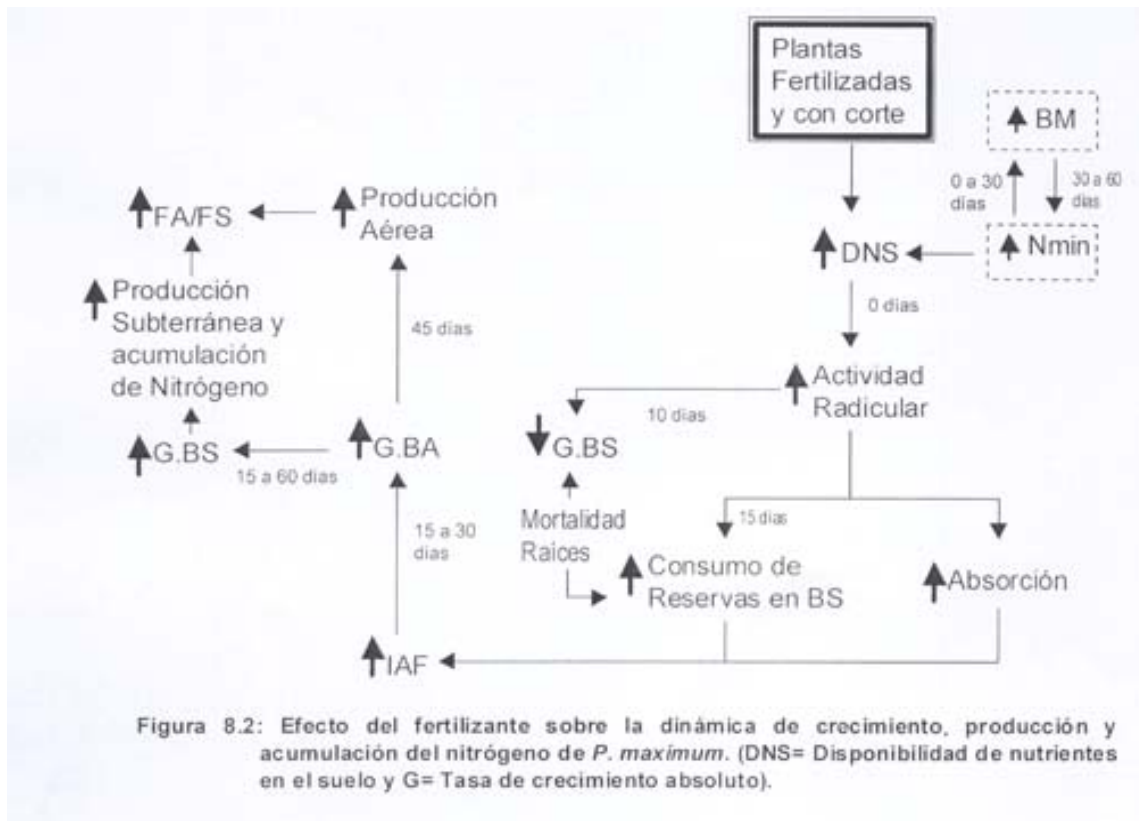 Plantas
Fertilizadas
y con corte
BM
0 a 30
días
30 a 60
días
Nmin
DNS
0 días
Actividad
Radicular
10 días
G.BS
Mortalidad
Raices
15 días
Consumo de
Reservas en BS
Absorción
IAF
15 a 30
días
G.BA
15 a 60 días
G.BS
45 días
Producción
Aérea
FA/FS
Producción
Subterránea y
acumulación
de Nitrógeno
Figura 8.2: Efecto del fertilizante sobre la dinámica de crecimiento, producción y
acumulación del nitrógeno de P. maximum. (DNS= Disponibilidad de nutrientes
en el suelo y G= Tasa de crecimiento absoluto).